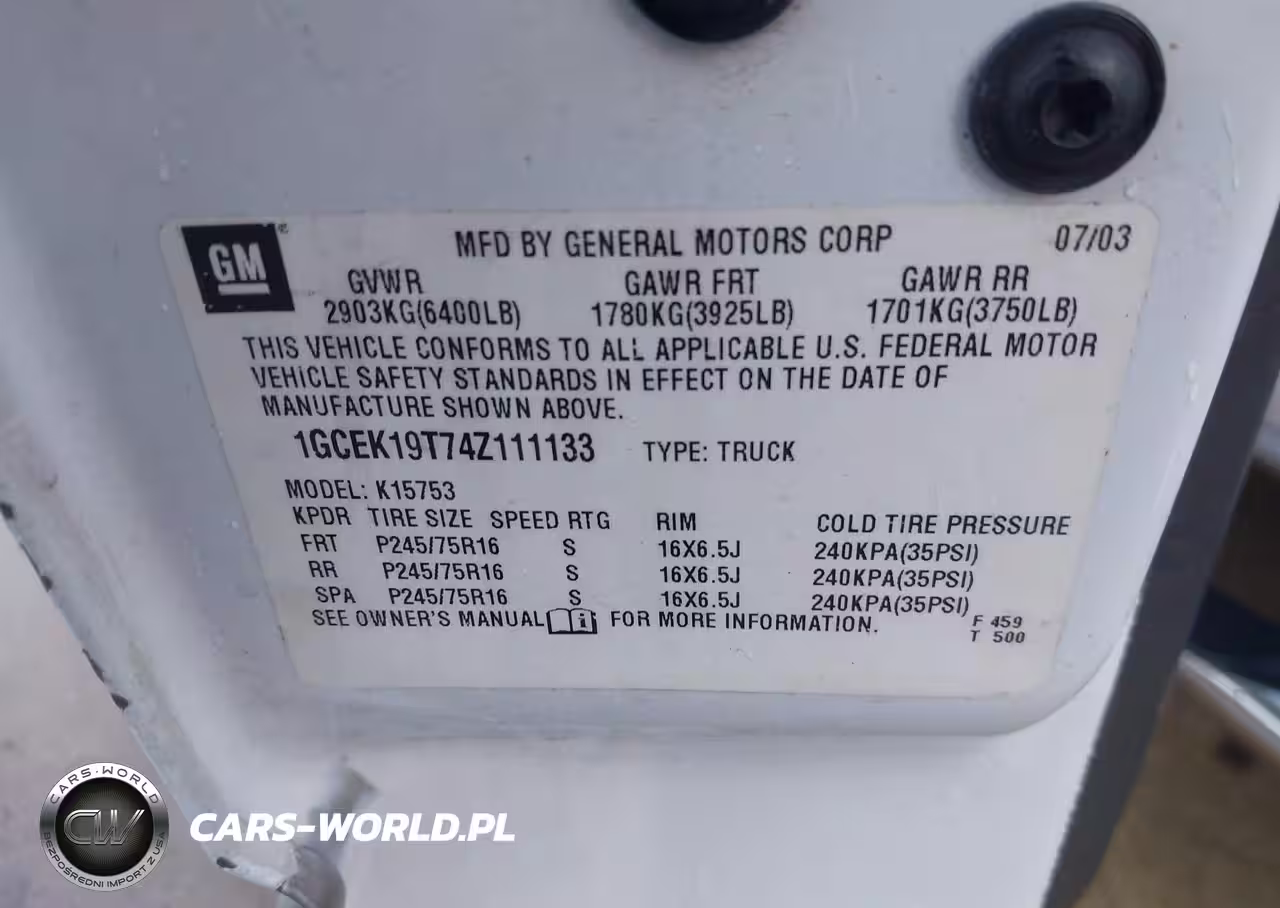 GM ®
MFD BY GENERAL MOTORS CORP 07/03
GVWR GAWR FRT GAWR RR
2903KG(6400LB) 1780KG(3925LB) 1701KG(3750LB)
THIS VEHICLE CONFORMS TO ALL APPLICABLE U.S. FEDERAL MOTOR
VEHICLE SAFETY STANDARDS IN EFFECT ON THE DATE OF
MANUFACTURE SHOWN ABOVE.
1GCEK19T74Z111133 TYPE: TRUCK
MODEL: K15753
KPDR TIRE SIZE SPEED RTG RIM COLD TIRE PRESSURE
FRT P245/75R16 S 16X6.5J 240KPA(35PSI)
RR P245/75R16 S 16X6.5J 240KPA(35PSI)
SPA P245/75R16 S 16X6.5J 240KPA(35PSI)
SEE OWNER'S MANUAL i FOR MORE INFORMATION.
F 459
T 500
CARS-WORLD
CW
BEZPOŚREDNI IMPORT Z USA
CARS-WORLD.PL